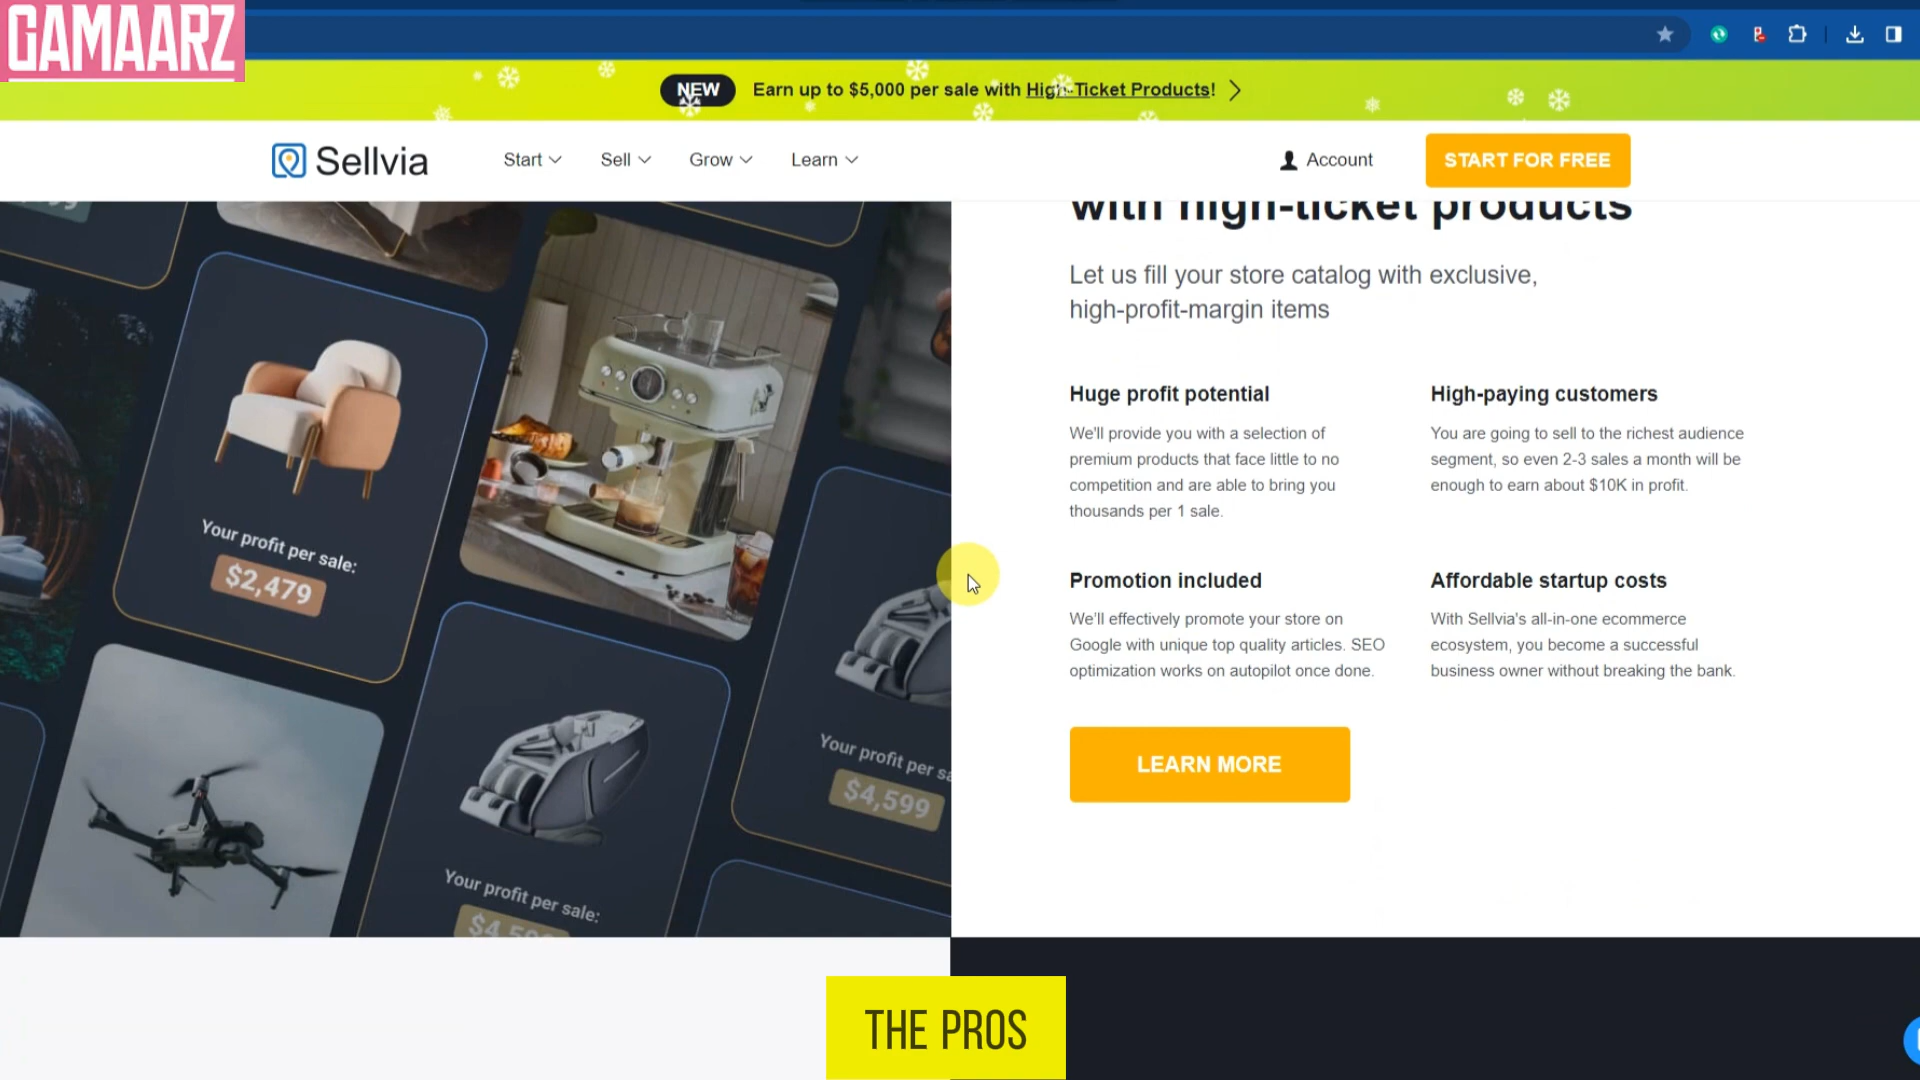 GAMAARZ
NEW Earn up to $5,000 per sale with High-Ticket Products!
Sellvia Start Sell Grow Learn Account START FOR FREE
with high-ticket products
Let us fill your store catalog with exclusive,
high-profit-margin items
Huge profit potential
We'll provide you with a selection of
premium products that face little to no
competition and are able to bring you
thousands per 1 sale.
High-paying customers
You are going to sell to the richest audience
segment, so even 2-3 sales a month will be
enough to earn about $10K in profit.
Promotion included
We'll effectively promote your store on
Google with unique top quality articles. SEO
optimization works on autopilot once done.
Affordable startup costs
With Sellvia's all-in-one ecommerce
ecosystem, you become a successful
business owner without breaking the bank.
LEARN MORE
Your profit per sale:
$2,479
Your profit per
$4,599
Your profit per sale:
THE PROS